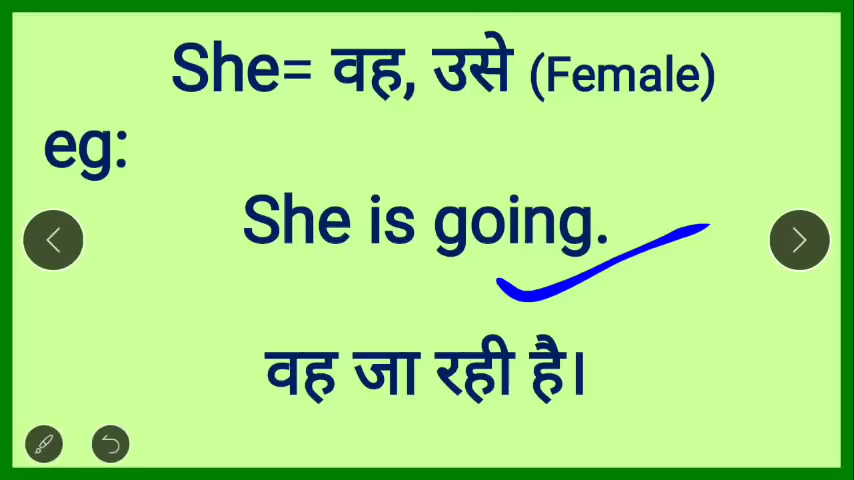 She= वह, उसे (Female)
eg:
She is going.
वह जा रही है।